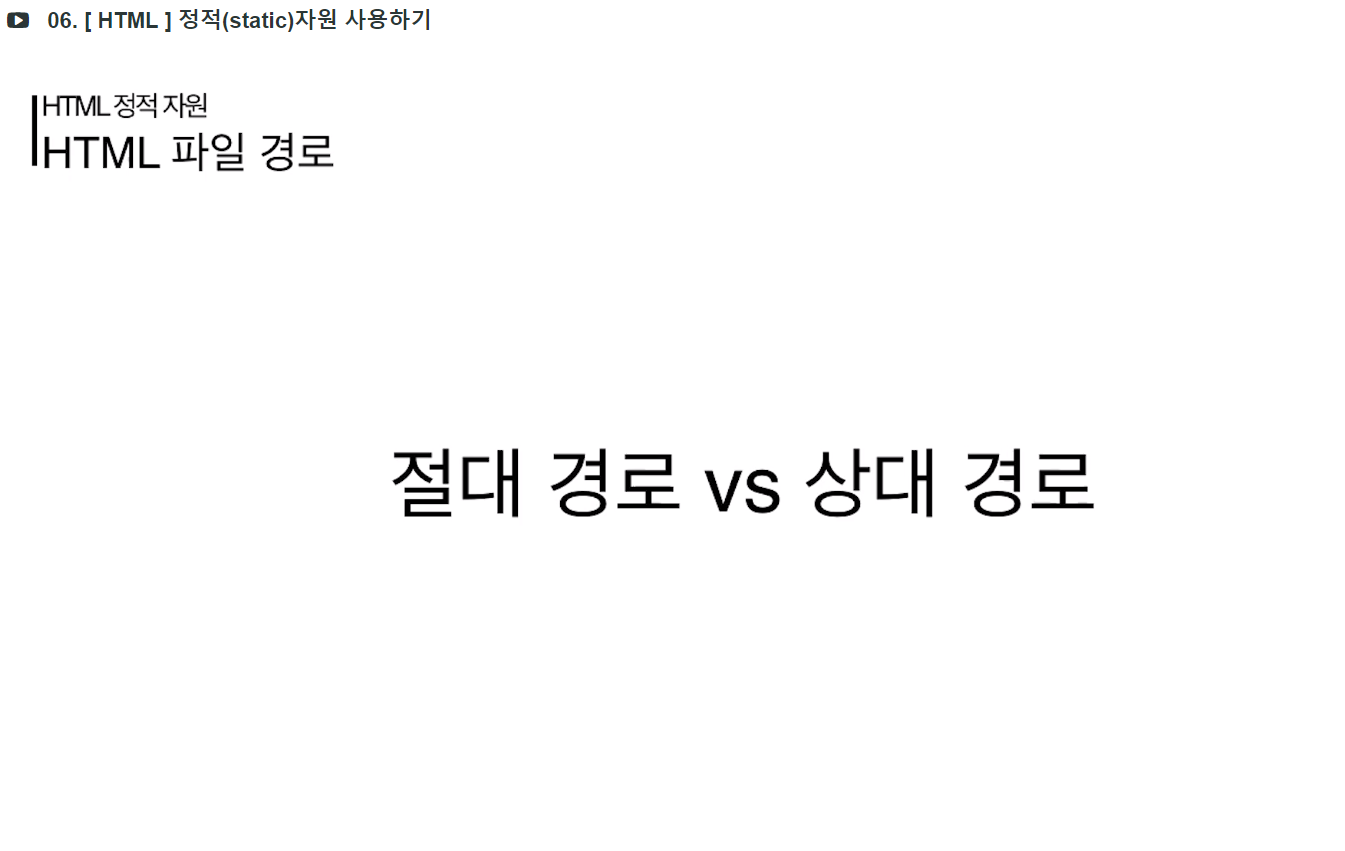 06. [ HTML ] 정적(static)자원 사용하기
HTML 정적 자원
HTML 파일 경로
절대 경로 vs 상대 경로